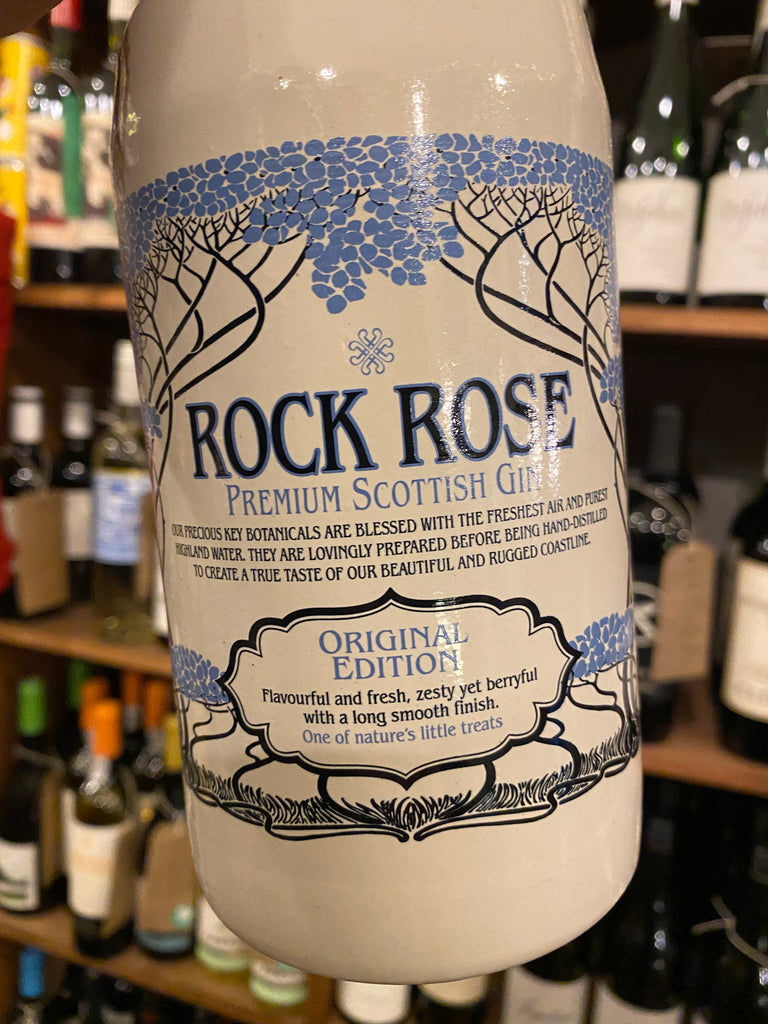 ROCK ROSE
PREMIUM SCOTTISH GIN
OUR PRECIOUS KEY BOTANICALS ARE BLESSED WITH THE FRESHEST AIR AND PUREST
HIGHLAND WATER. THEY ARE LOVINGLY PREPARED BEFORE BEING HAND-DISTILLED
TO CREATE A TRUE TASTE OF OUR BEAUTIFUL AND RUGGED COASTLINE.
ORIGINAL
EDITION
Flavourful and fresh, zesty yet berryful
with a long smooth finish.
One of nature's little treats